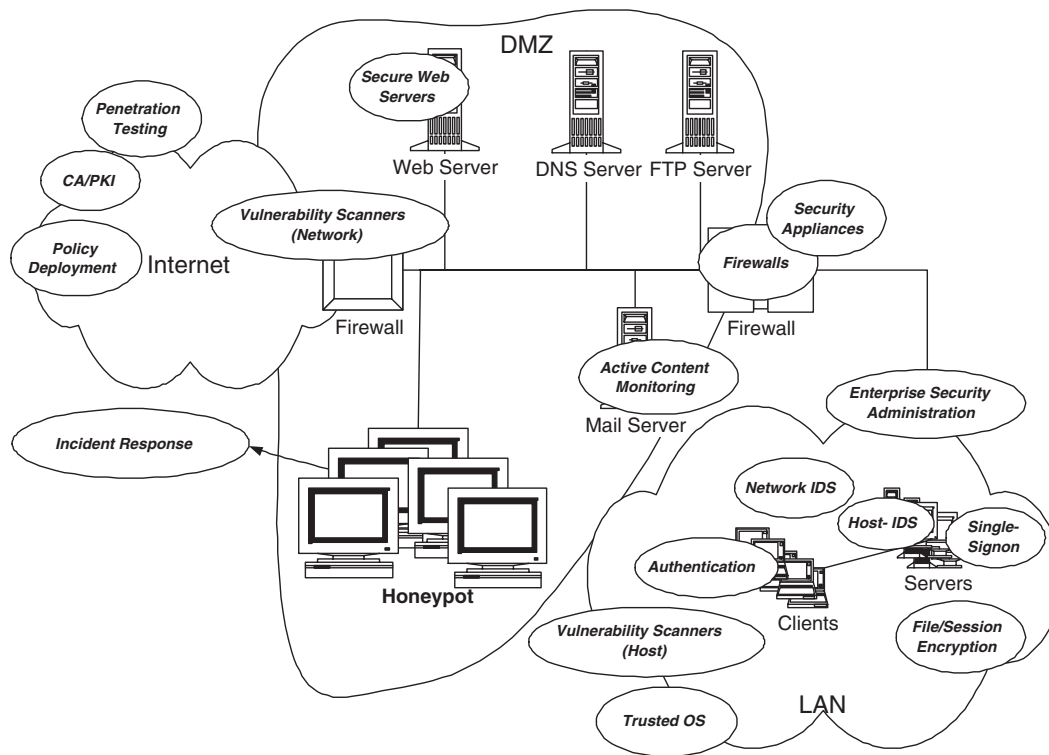 DMZ
Secure Web
Servers
Penetration
Testing
Web Server
DNS Server
FTP Server
CA/PKI
Vulnerability Scanners
(Network)
Security
Appliances
Policy
Deployment
Internet
Firewalls
Firewall
Firewall
Active Content
Monitoring
Mail Server
Enterprise Security
Administration
Incident Response
Network IDS
Host- IDS
Single-
Signon
Authentication
Servers
Honeypot
Clients
Vulnerability Scanners
(Host)
File/Session
Encryption
LAN
Trusted OS